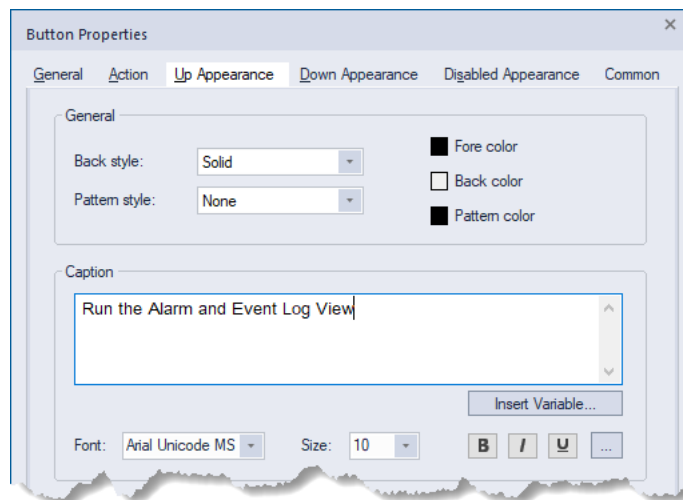 Button Properties
General Action Up Appearance Down Appearance Disabled Appearance Common
General
Back style: Solid
Pattern style: None
Fore color
Back color
Pattern color
Caption
Run the Alarm and Event Log View
Insert Variable...
Font: Arial Unicode MS Size: 10 B I U ...